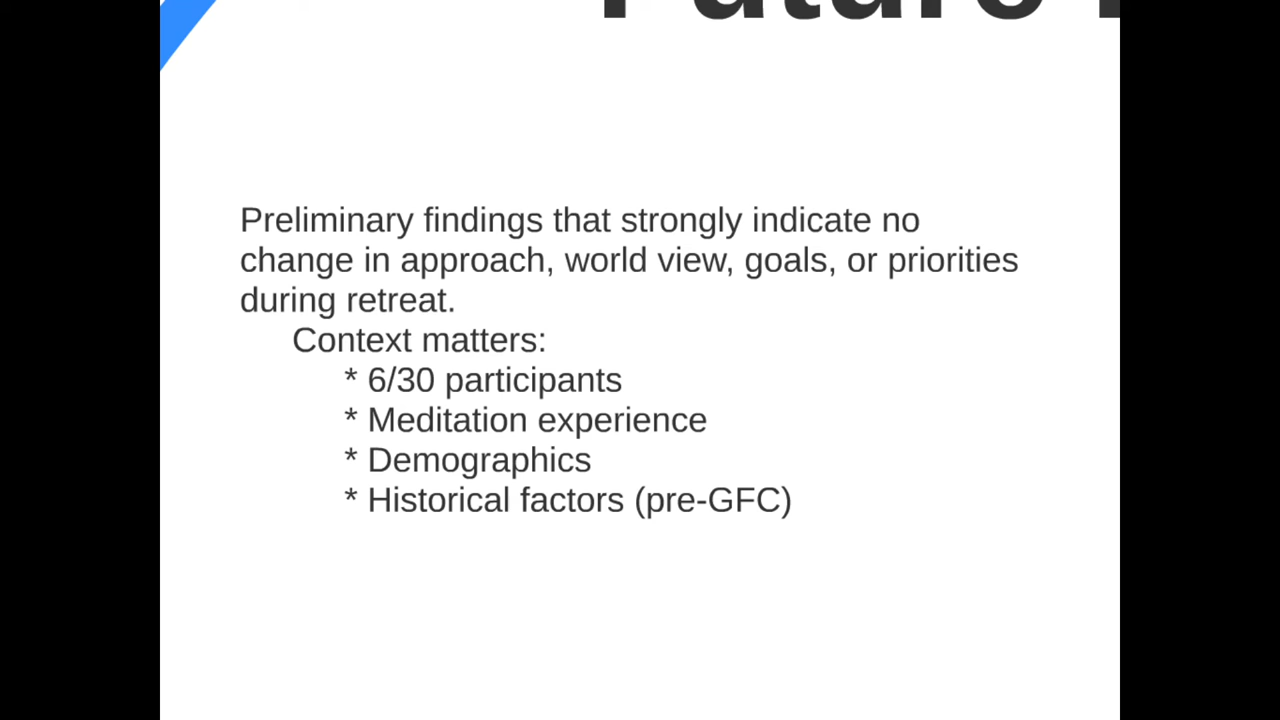 Future
Preliminary findings that strongly indicate no
change in approach, world view, goals, or priorities
during retreat.
Context matters:
* 6/30 participants
* Meditation experience
* Demographics
* Historical factors (pre-GFC)